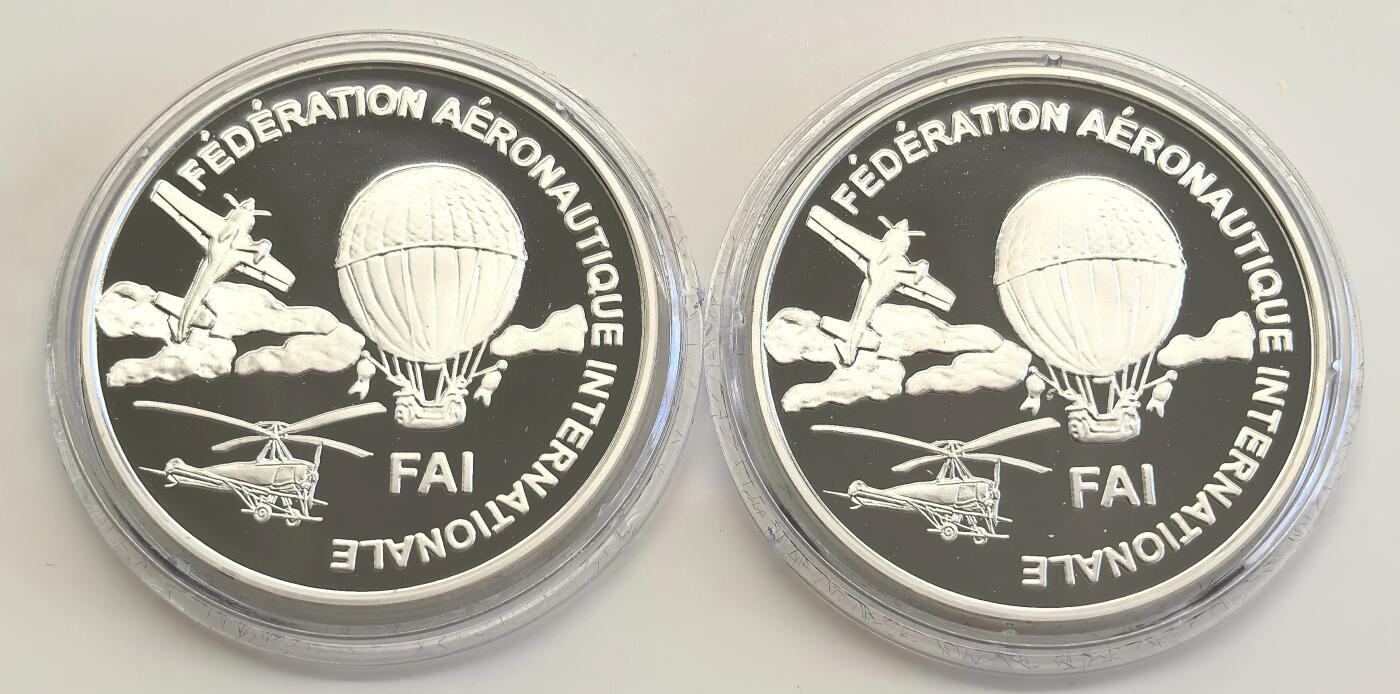 FÉDÉRATION AÉRONAUTIQUE INTERNATIONALE
FAI
FÉDÉRATION AÉRONAUTIQUE INTERNATIONALE
FAI